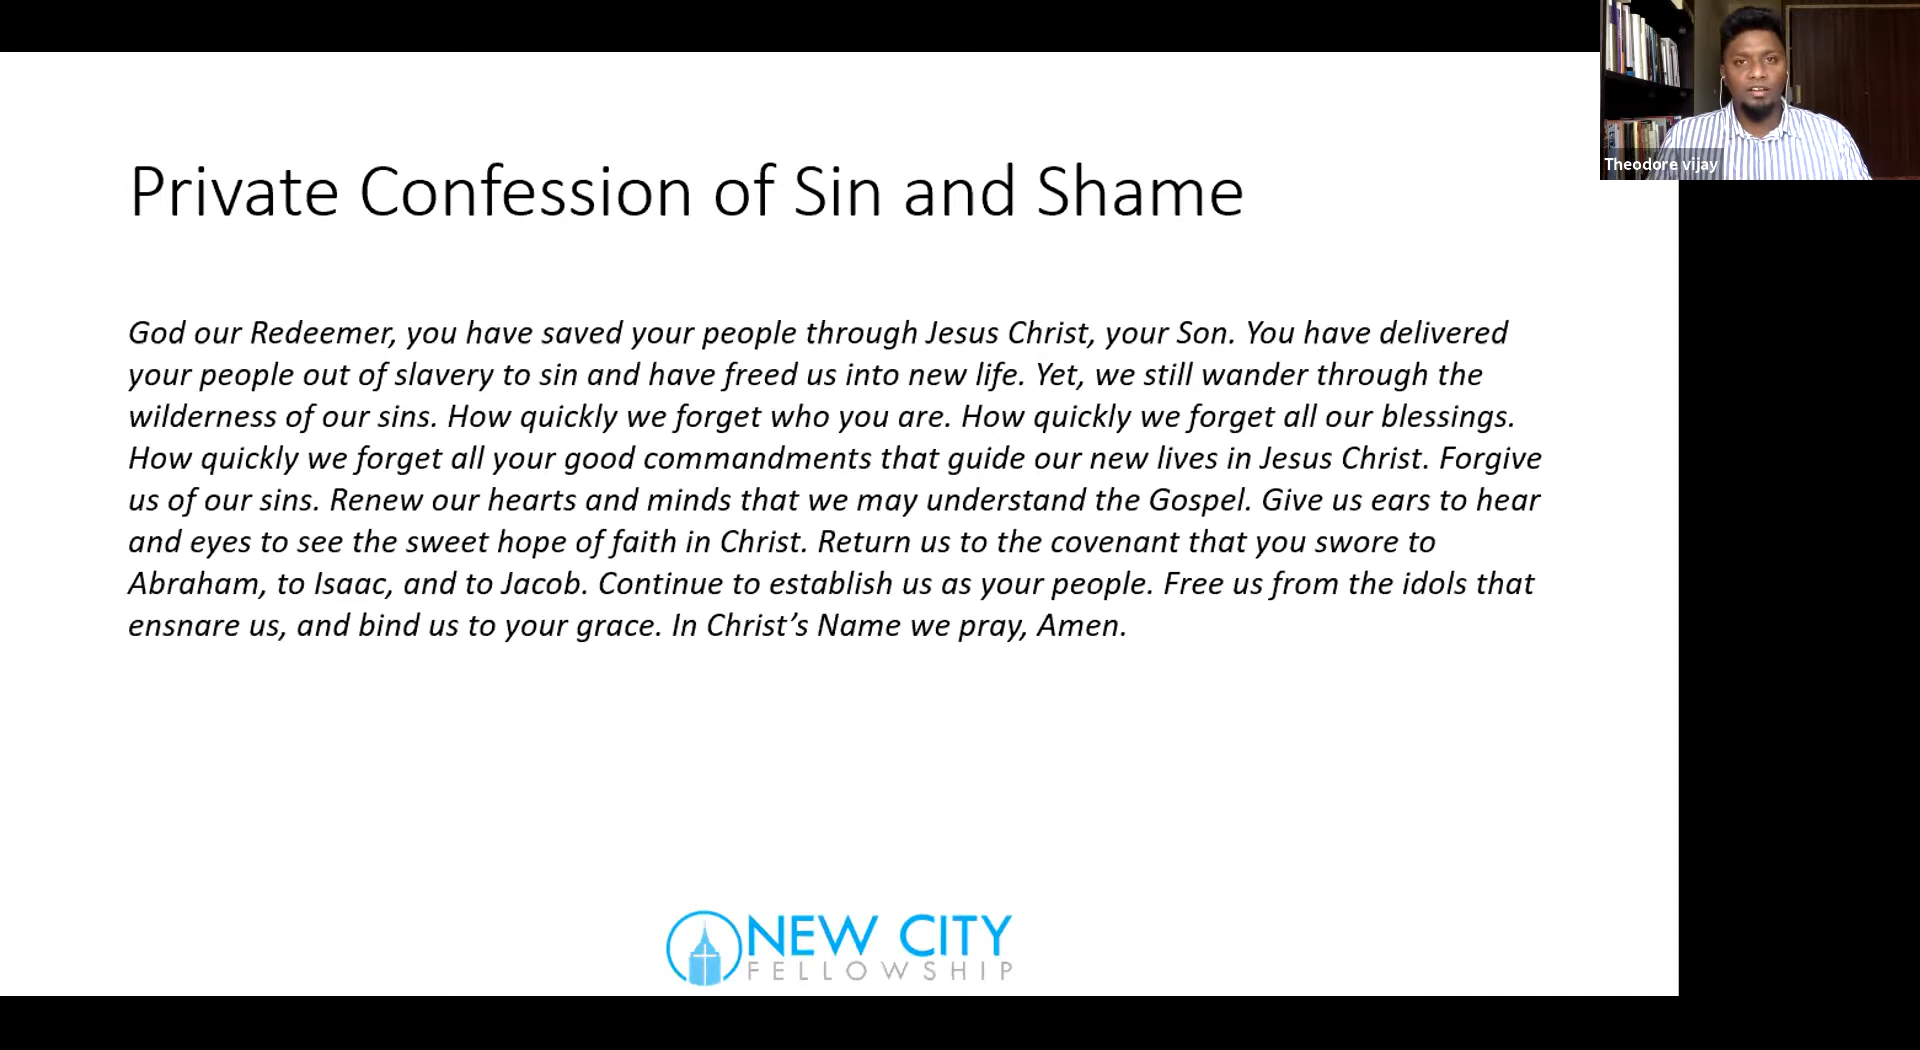 Private Confession of Sin and Shame
God our Redeemer, you have saved your people through Jesus Christ, your Son. You have delivered
your people out of slavery to sin and have freed us into new life. Yet, we still wander through the
wilderness of our sins. How quickly we forget who you are. How quickly we forget all our blessings.
How quickly we forget all your good commandments that guide our new lives in Jesus Christ. Forgive
us of our sins. Renew our hearts and minds that we may understand the Gospel. Give us ears to hear
and eyes to see the sweet hope of faith in Christ. Return us to the covenant that you swore to
Abraham, to Isaac, and to Jacob. Continue to establish us as your people. Free us from the idols that
ensnare us, and bind us to your grace. In Christ’s Name we pray, Amen.
NEW CITY
FELLOWSHIP
Theodore vijay